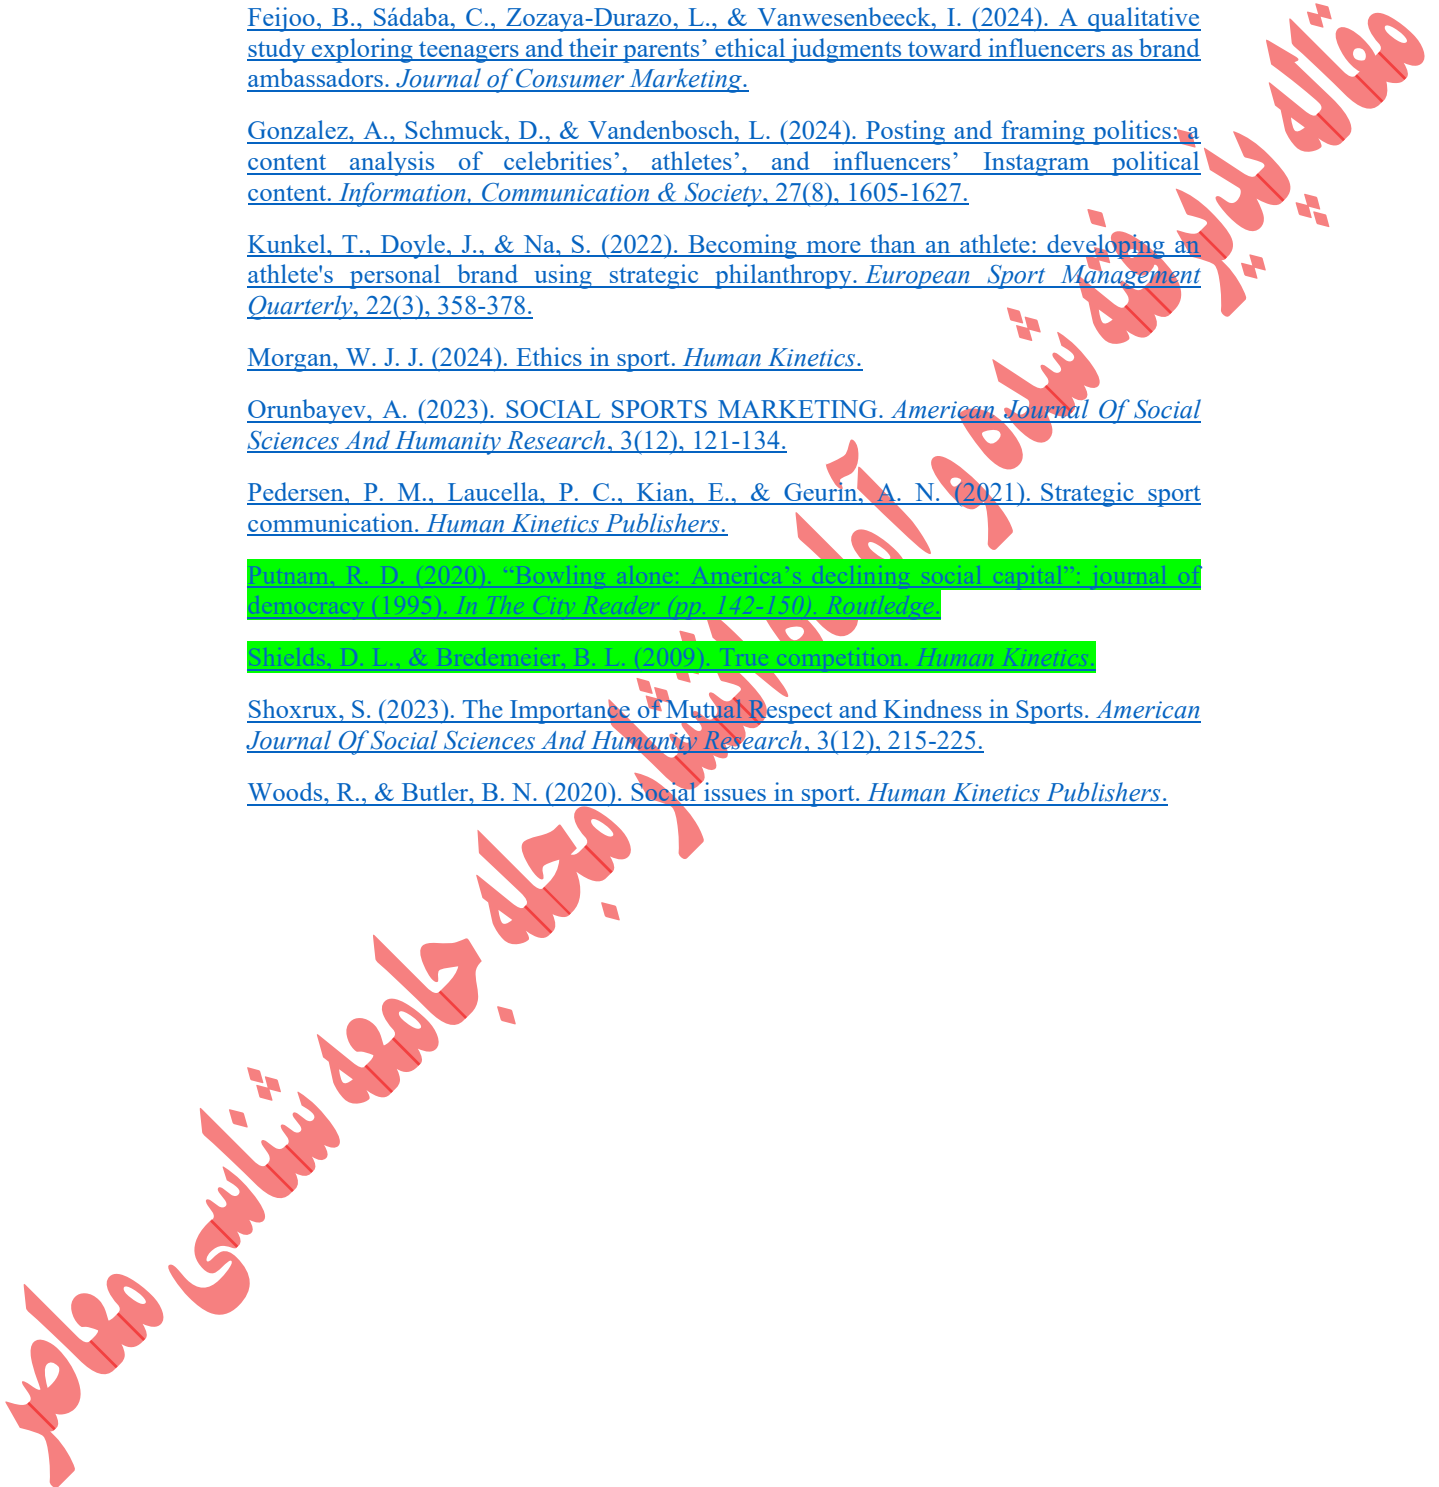 Feijoo, B., Sádaba, C., Zozaya-Durazo, L., & Vanwesenbeeck, I. (2024). A qualitative
study exploring teenagers and their parents’ ethical judgments toward influencers as brand
ambassadors. Journal of Consumer Marketing.
Gonzalez, A., Schmuck, D., & Vandenbosch, L. (2024). Posting and framing politics: a
content analysis of celebrities’, athletes’, and influencers’ Instagram political
content. Information, Communication & Society, 27(8), 1605-1627.
Kunkel, T., Doyle, J., & Na, S. (2022). Becoming more than an athlete: developing an
athlete's personal brand using strategic philanthropy. European Sport Management
Quarterly, 22(3), 358-378.
Morgan, W. J. J. (2024). Ethics in sport. Human Kinetics.
Orunbayev, A. (2023). SOCIAL SPORTS MARKETING. American Journal Of Social
Sciences And Humanity Research, 3(12), 121-134.
Pedersen, P. M., Laucella, P. C., Kian, E., & Geurin, A. N. (2021). Strategic sport
communication. Human Kinetics Publishers.
Putnam, R. D. (2020). “Bowling alone: America’s declining social capital”: journal of
democracy (1995). In The City Reader (pp. 142-150). Routledge.
Shields, D. L., & Bredemeier, B. L. (2009). True competition. Human Kinetics.
Shoxrux, S. (2023). The Importance of Mutual Respect and Kindness in Sports. American
Journal Of Social Sciences And Humanity Research, 3(12), 215-225.
Woods, R., & Butler, B. N. (2020). Social issues in sport. Human Kinetics Publishers.
مقاله پذیرفته شده و آماده انتشار مجله جامعه شناسی معاصر